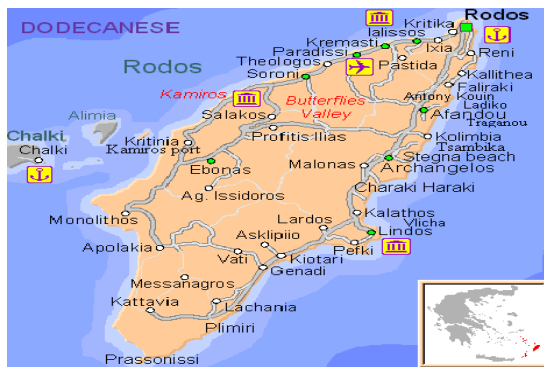 DODECANESE
Rodos
Kritika
Ialissos
Kremasti
Ixia
Paradissi
Reni
Theologos
Pastida
Rodos
Soroni
Kallithea
Faliraki
Kamiros
Butterflies
Valley
Antony Kouin
Ladiko
Alimia
Salakos
Afandou
Traganou
Profitis Ilias
Chalki
Kritinia
Kolimbia
Chalki
Kamiros port
Tsambika
Ebonas
Malonas
Stegna beach
Archangelos
Ag. Issidoros
Charaki Haraki
Monolithos
Lardos
Kalathos
Vlicha
Lindos
Asklipiio
Apolakia
Pefki
Vati
Kiotari
Genadi
Messanagros
Kattavia
Lachania
Plimiri
Prassonissi